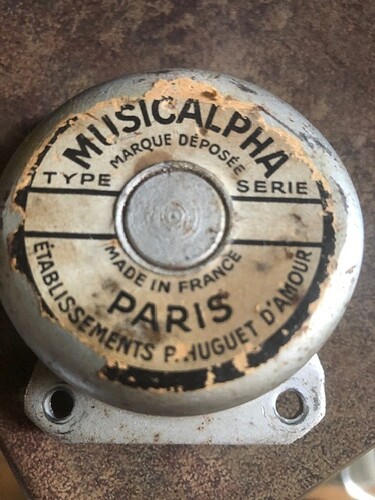 MUSICALPHA
MARQUE DÉPOSÉE
TYPE SERIE
MADE IN FRANCE
PARIS
ÉTABLISSEMENTS P. HUGUET D'AMOUR